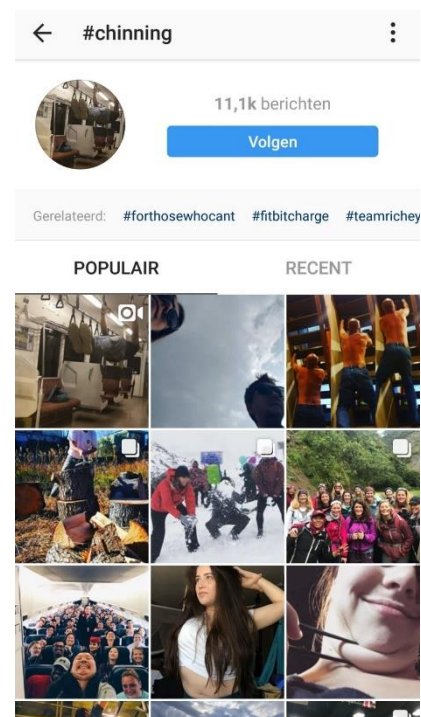 #chinning
11,1k berichten
Volgen
Gerelateerd: #forthosewhocant #fitbitcharge #teamrichey
POPULAIR RECENT